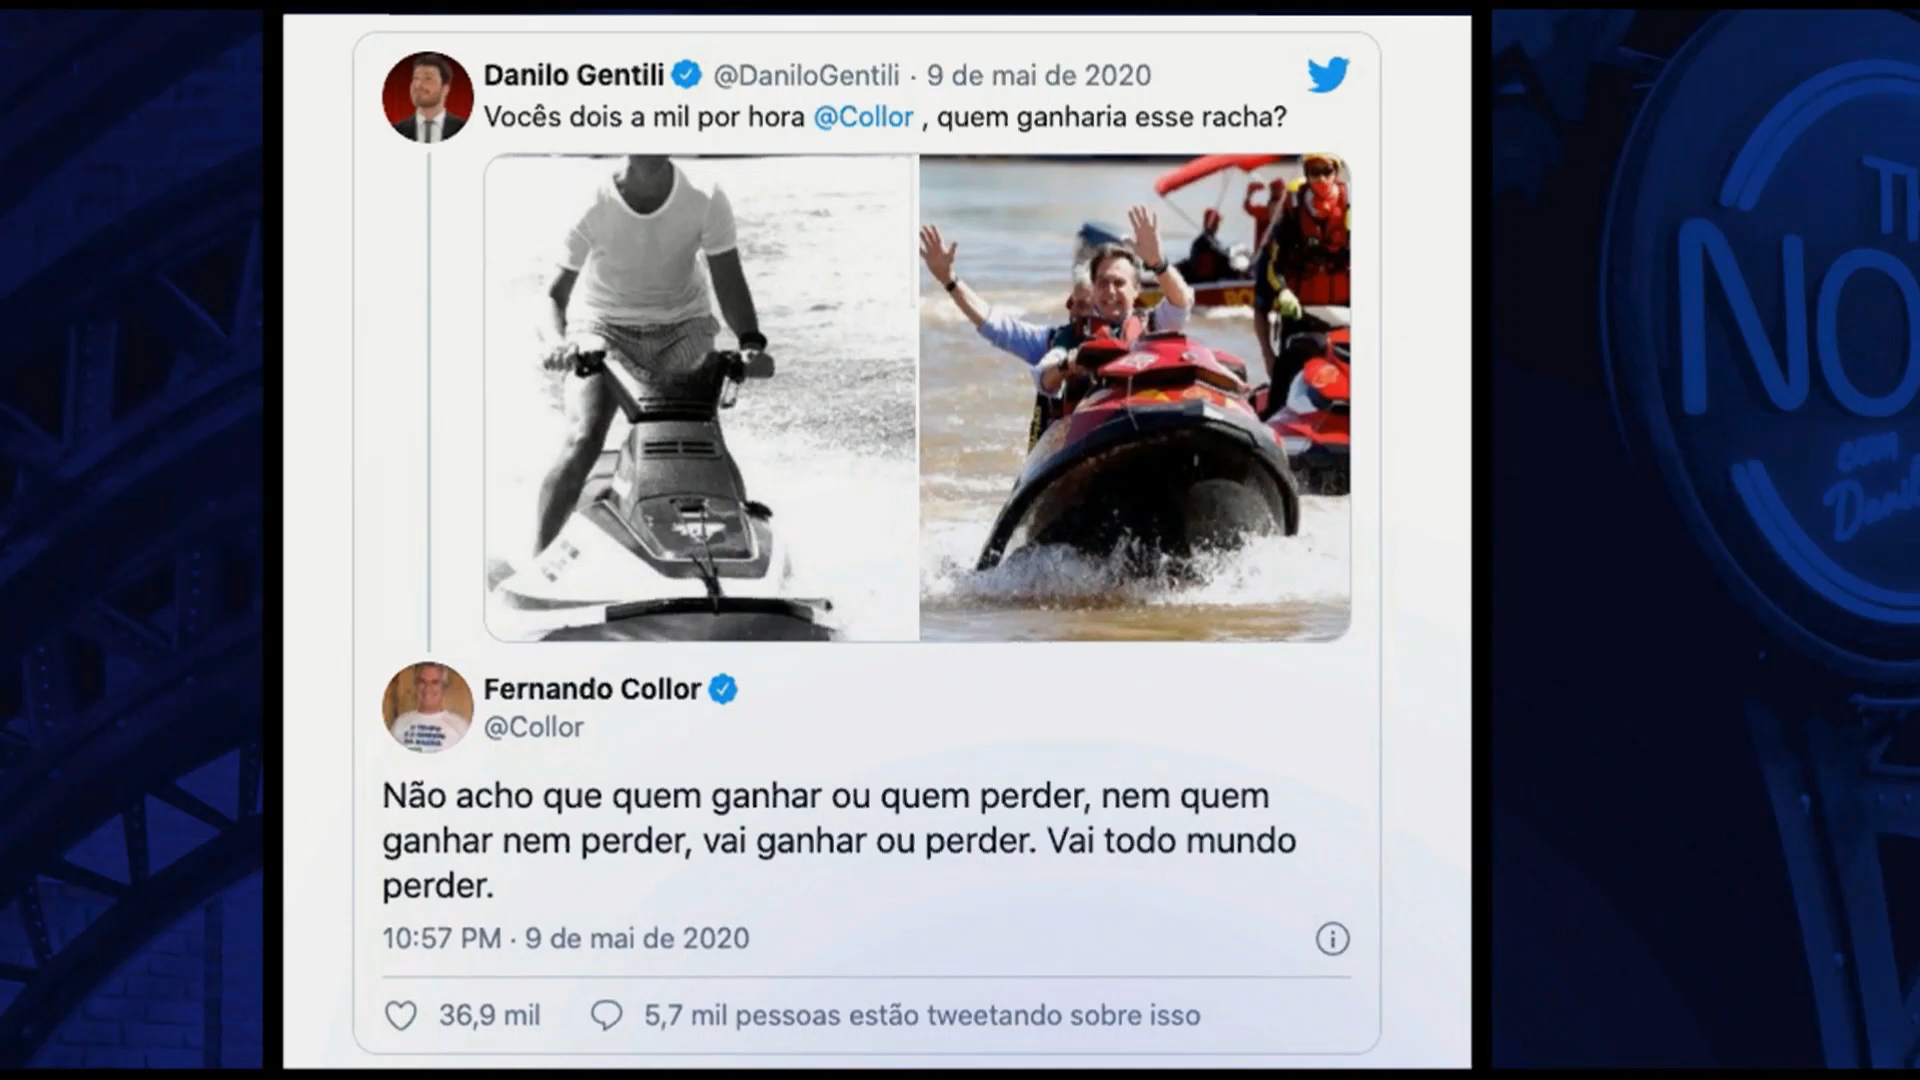 Danilo Gentili @DaniloGentili · 9 de mai de 2020
Vocês dois a mil por hora @Collor , quem ganharia esse racha?
Fernando Collor
@Collor
Não acho que quem ganhar ou quem perder, nem quem
ganhar nem perder, vai ganhar ou perder. Vai todo mundo
perder.
10:57 PM · 9 de mai de 2020
36,9 mil 5,7 mil pessoas estão tweetando sobre isso
NO
com